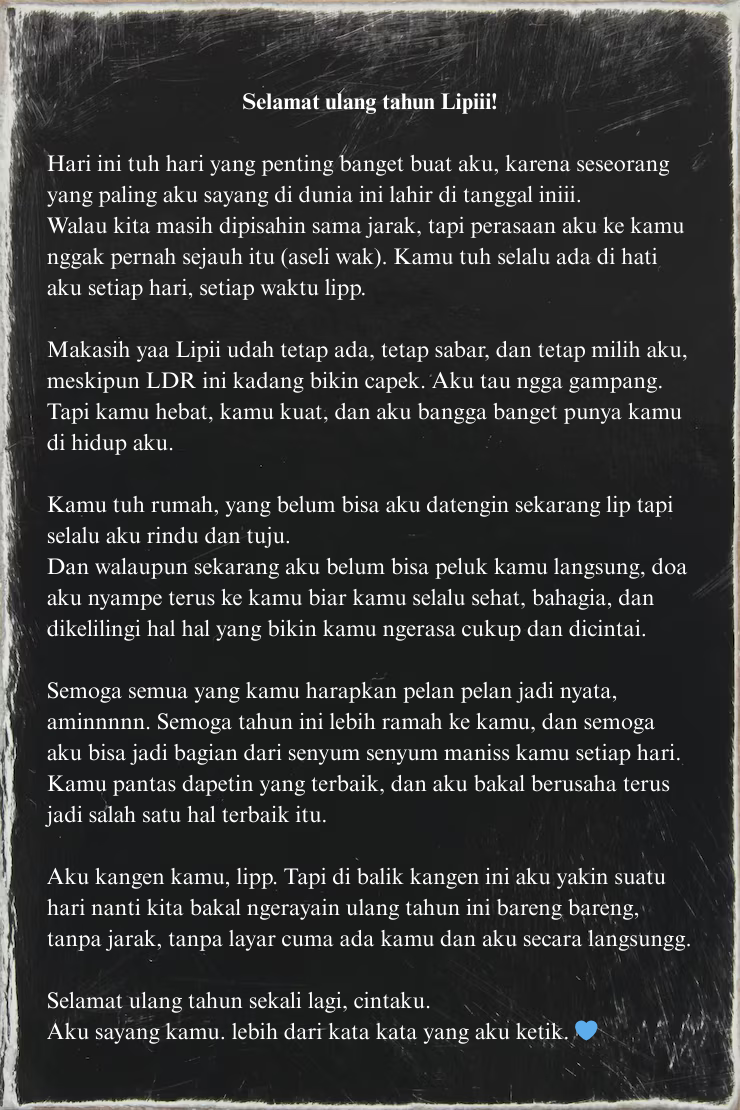 Selamat ulang tahun Lipiii!
Hari ini tuh hari yang penting banget buat aku, karena seseorang
yang paling aku sayang di dunia ini lahir di tanggal iniii.
Walau kita masih dipisahin sama jarak, tapi perasaan aku ke kamu
nggak pernah sejauh itu (aseli wak). Kamu tuh selalu ada di hati
aku setiap hari, setiap waktu lipp.
Makasih yaa Lipii udah tetap ada, tetap sabar, dan tetap milih aku,
meskipun LDR ini kadang bikin capek. Aku tau ngga gampang.
Tapi kamu hebat, kamu kuat, dan aku bangga banget punya kamu
di hidup aku.
Kamu tuh rumah, yang belum bisa aku datengin sekarang lip tapi
selalu aku rindu dan tuju.
Dan walaupun sekarang aku belum bisa peluk kamu langsung, doa
aku nyampe terus ke kamu biar kamu selalu sehat, bahagia, dan
dikelilingi hal hal yang bikin kamu ngerasa cukup dan dicintai.
Semoga semua yang kamu harapkan pelan pelan jadi nyata,
aminnnnn. Semoga tahun ini lebih ramah ke kamu, dan semoga
aku bisa jadi bagian dari senyum senyum maniss kamu setiap hari.
Kamu pantas dapetin yang terbaik, dan aku bakal berusaha terus
jadi salah satu hal terbaik itu.
Aku kangen kamu, lipp. Tapi di balik kangen ini aku yakin suatu
hari nanti kita bakal ngerayain ulang tahun ini bareng bareng,
tanpa jarak, tanpa layar cuma ada kamu dan aku secara langsungg.
Selamat ulang tahun sekali lagi, cintaku.
Aku sayang kamu. lebih dari kata kata yang aku ketik. 💙